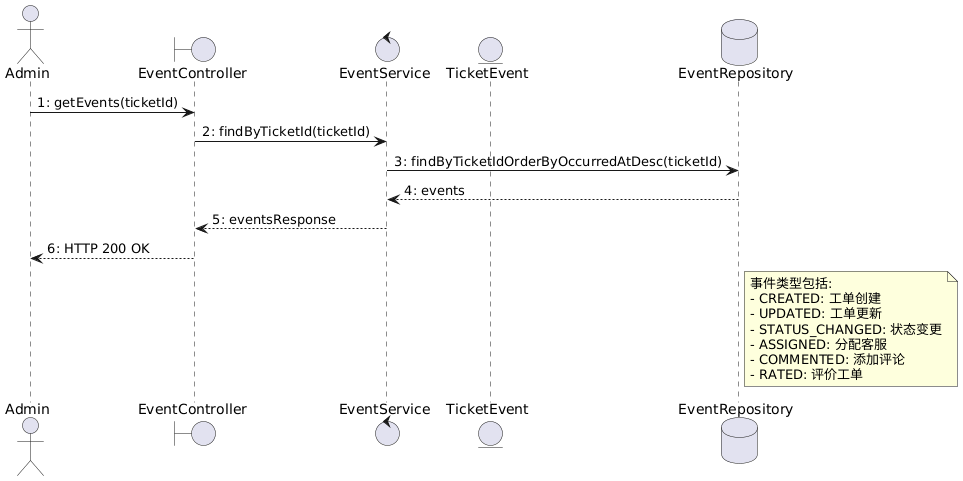 Admin
EventController
EventService
TicketEvent
EventRepository
1: getEvents(ticketId)
2: findByTicketId(ticketId)
3: findByTicketIdOrderByOccurredAtDesc(ticketId)
4: events
5: eventsResponse
6: HTTP 200 OK
事件类型包括:
- CREATED: 工单创建
- UPDATED: 工单更新
- STATUS_CHANGED: 状态变更
- ASSIGNED: 分配客服
- COMMENTED: 添加评论
- RATED: 评价工单
Admin
EventController
EventService
TicketEvent
EventRepository